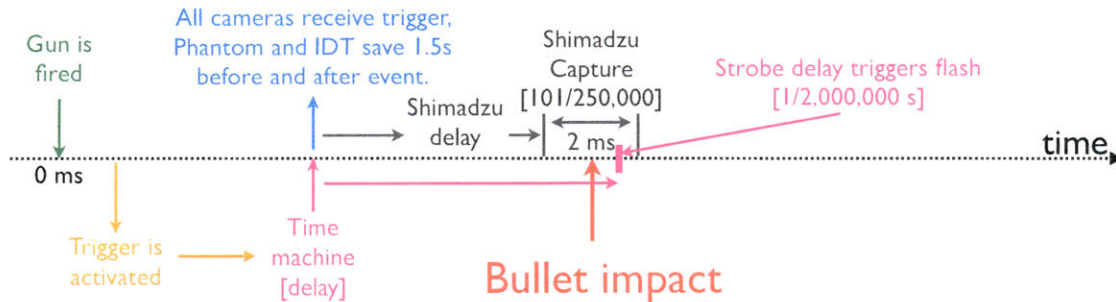 All cameras receive trigger,
Phantom and IDT save 1.5s
before and after event.
Gun is
fired
Shimadzu
Capture
[101/250,000]
2 ms
Strobe delay triggers flash
[1/2,000,000 s]
Shimadzu
delay
time
0 ms
Trigger is
activated
Time
machine
[delay]
Bullet impact